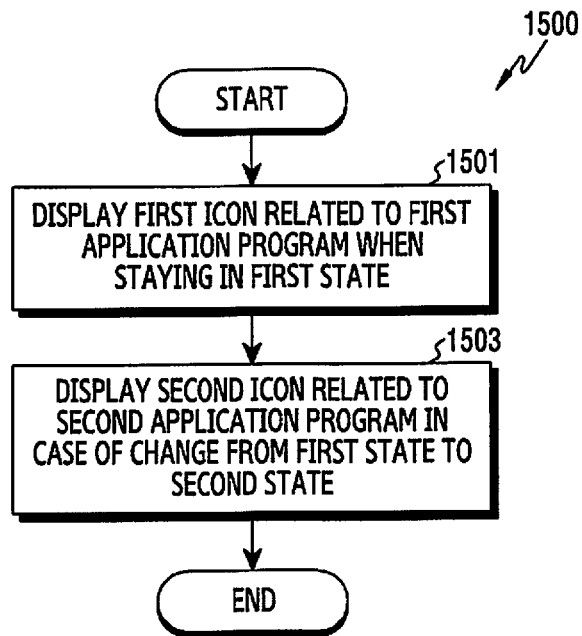 1500
START
1501
DISPLAY FIRST ICON RELATED TO FIRST
APPLICATION PROGRAM WHEN
STAYING IN FIRST STATE
1503
DISPLAY SECOND ICON RELATED TO
SECOND APPLICATION PROGRAM IN
CASE OF CHANGE FROM FIRST STATE TO
SECOND STATE
END